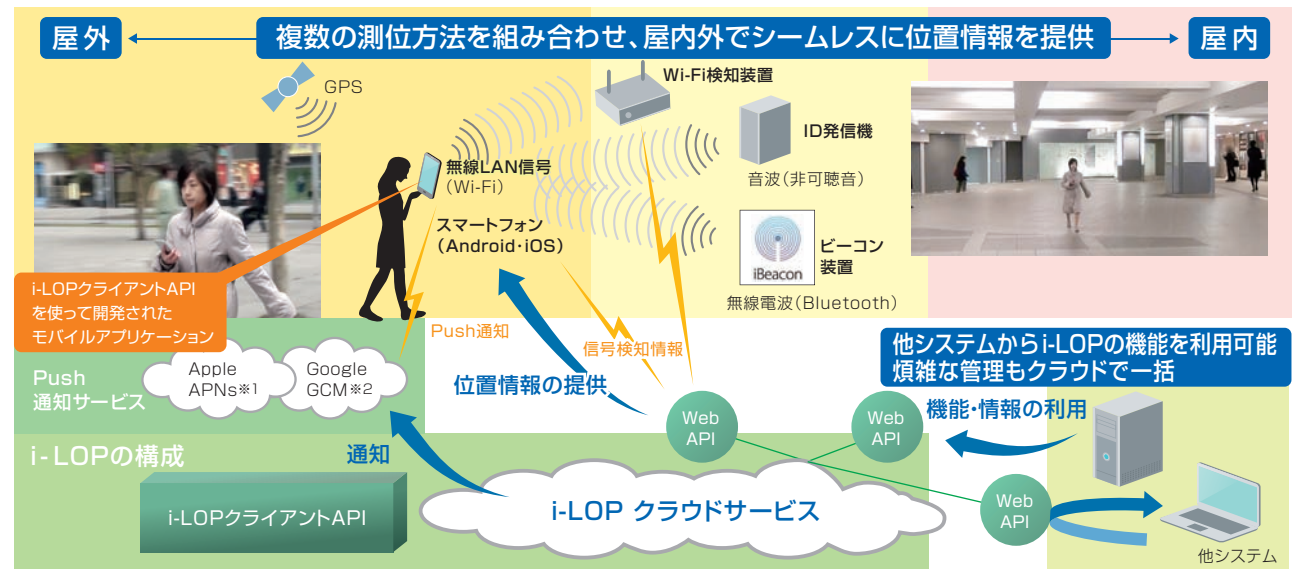 屋外
複数の測位方法を組み合わせ、屋内外でシームレスに位置情報を提供
屋内
GPS
Wi-Fi検知装置
ID発信機
音波(非可聴音)
無線LAN信号
(Wi-Fi)
スマートフォン
(Android・iOS)
iBeacon
ビーコン
装置
無線電波(Bluetooth)
i-LOPクライアントAPI
を使って開発された
モバイルアプリケーション
Push通知
信号検知情報
位置情報の提供
他システムからi-LOPの機能を利用可能
煩雑な管理もクラウドで一括
Push
通知サービス
Apple
APNs※1
Google
GCM※2
Web
API
Web
API
機能・情報の利用
i-LOPの構成
通知
i-LOPクライアントAPI
i-LOP クラウドサービス
Web
API
他システム